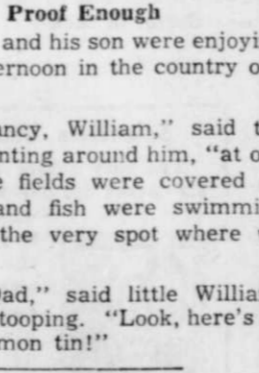 Proof Enough
and his son were enjoyi
ernoon in the country o
ncy, William," said t
nting around him, "at o
e fields were covered
and fish were swimmi
the very spot where
Dad," said little Willia
tooping. "Look, here's
mon tin!"